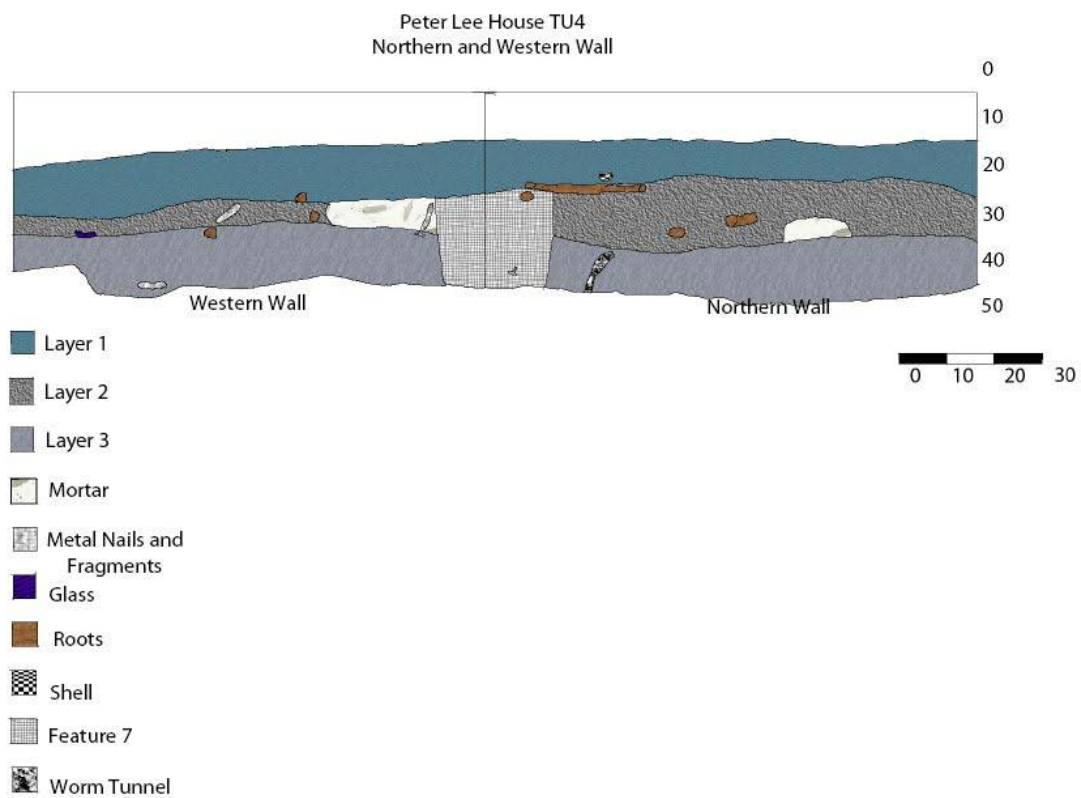 Peter Lee House TU4
Northern and Western Wall
0
10
20
30
40
50
Western Wall
Northern Wall
0 10 20 30
Layer 1
Layer 2
Layer 3
Mortar
Metal Nails and
Fragments
Glass
Roots
Shell
Feature 7
Worm Tunnel